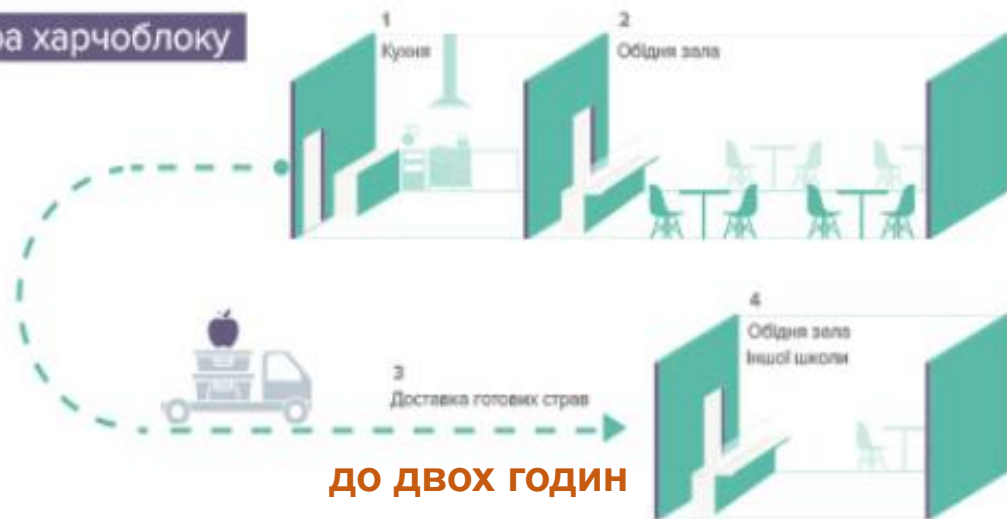 ра харчоблоку
1
Кухня
2
Обідня зала
3
Доставка готових страв
4
Обідня зала
іншої школи
до двох годин